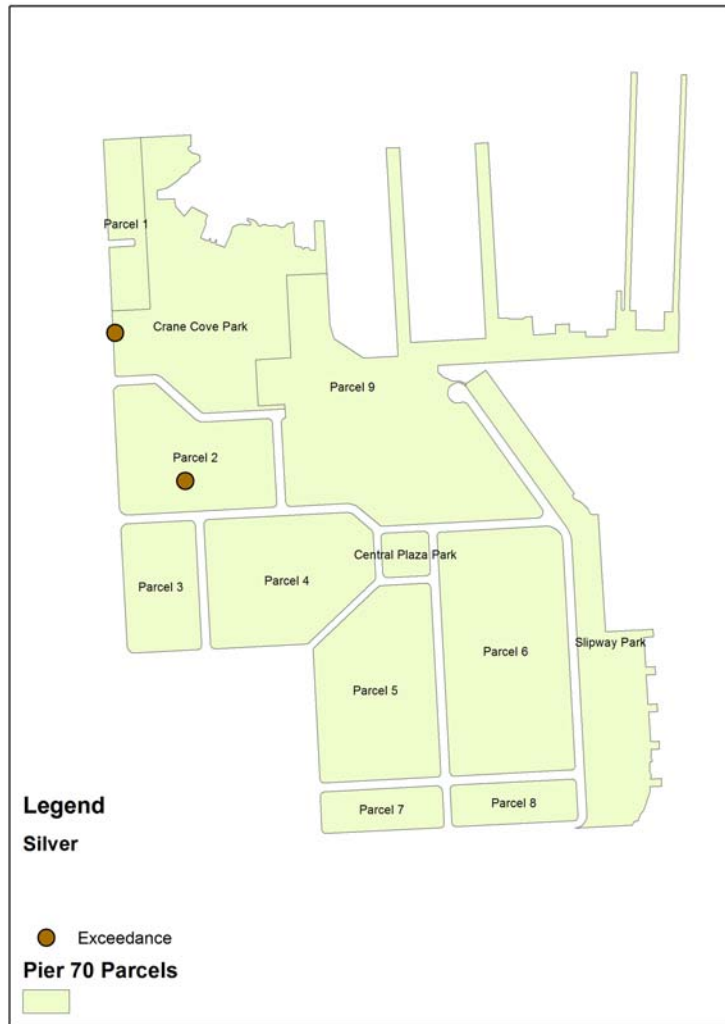 Parcel 1
Crane Cove Park
Parcel 9
Parcel 2
Central Plaza Park
Parcel 3
Parcel 4
Slipway Park
Parcel 6
Parcel 5
Parcel 7
Parcel 8
Legend
Silver
Exceedance
Pier 70 Parcels